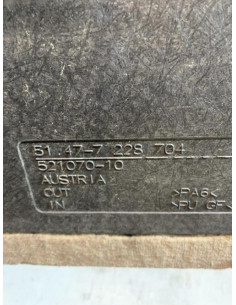 51.47-7 228 704
521070-10
AUSTRIA
OUT >PA6<
IN >PU GF<